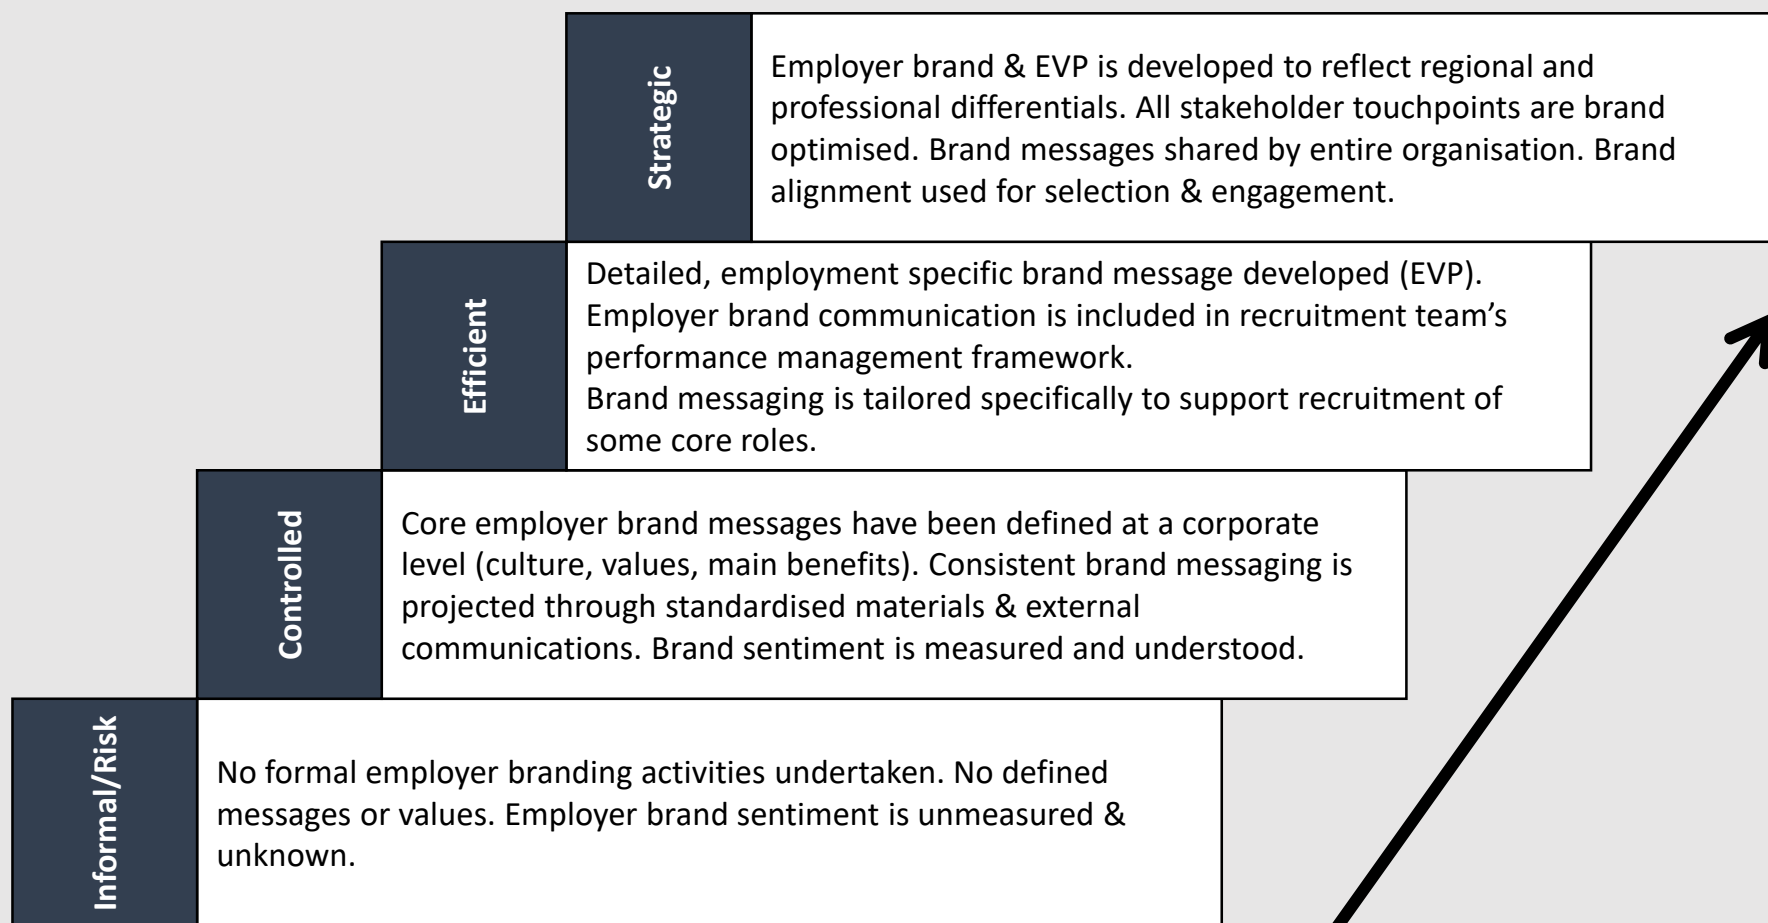 Strategic
Employer brand & EVP is developed to reflect regional and
professional differentials. All stakeholder touchpoints are brand
optimised. Brand messages shared by entire organisation. Brand
alignment used for selection & engagement.
Efficient
Detailed, employment specific brand message developed (EVP).
Employer brand communication is included in recruitment team’s
performance management framework.
Brand messaging is tailored specifically to support recruitment of
some core roles.
Controlled
Core employer brand messages have been defined at a corporate
level (culture, values, main benefits). Consistent brand messaging is
projected through standardised materials & external
communications. Brand sentiment is measured and understood.
Informal/Risk
No formal employer branding activities undertaken. No defined
messages or values. Employer brand sentiment is unmeasured &
unknown.